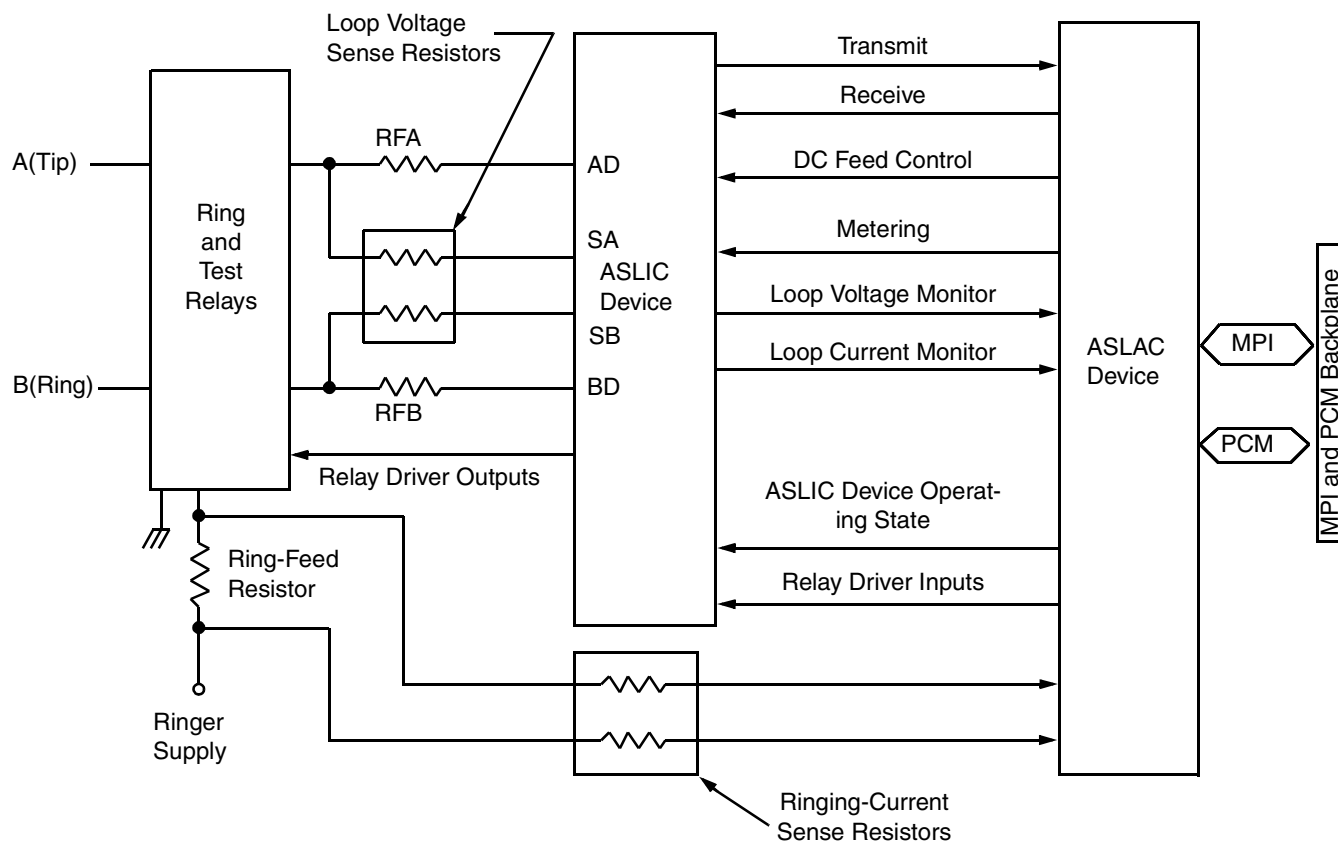 Loop Voltage
Sense Resistors
Transmit
Receive
RFA
A(Tip)
AD
DC Feed Control
Ring
and
Test
Relays
SA
ASLIC
Device
SB
Metering
Loop Voltage Monitor
Loop Current Monitor
ASLAC
Device
MPI
PCM
MPI and PCM Backplane
B(Ring)
RFB
BD
Relay Driver Outputs
ASLIC Device Operat-
ing State
Ring-Feed
Resistor
Relay Driver Inputs
Ringer
Supply
Ringing-Current
Sense Resistors